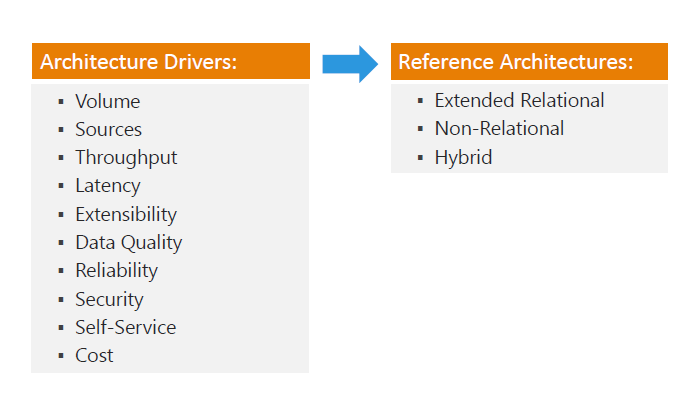 Architecture Drivers:
▪ Volume
▪ Sources
▪ Throughput
▪ Latency
▪ Extensibility
▪ Data Quality
▪ Reliability
▪ Security
▪ Self-Service
▪ Cost
Reference Architectures:
▪ Extended Relational
▪ Non-Relational
▪ Hybrid